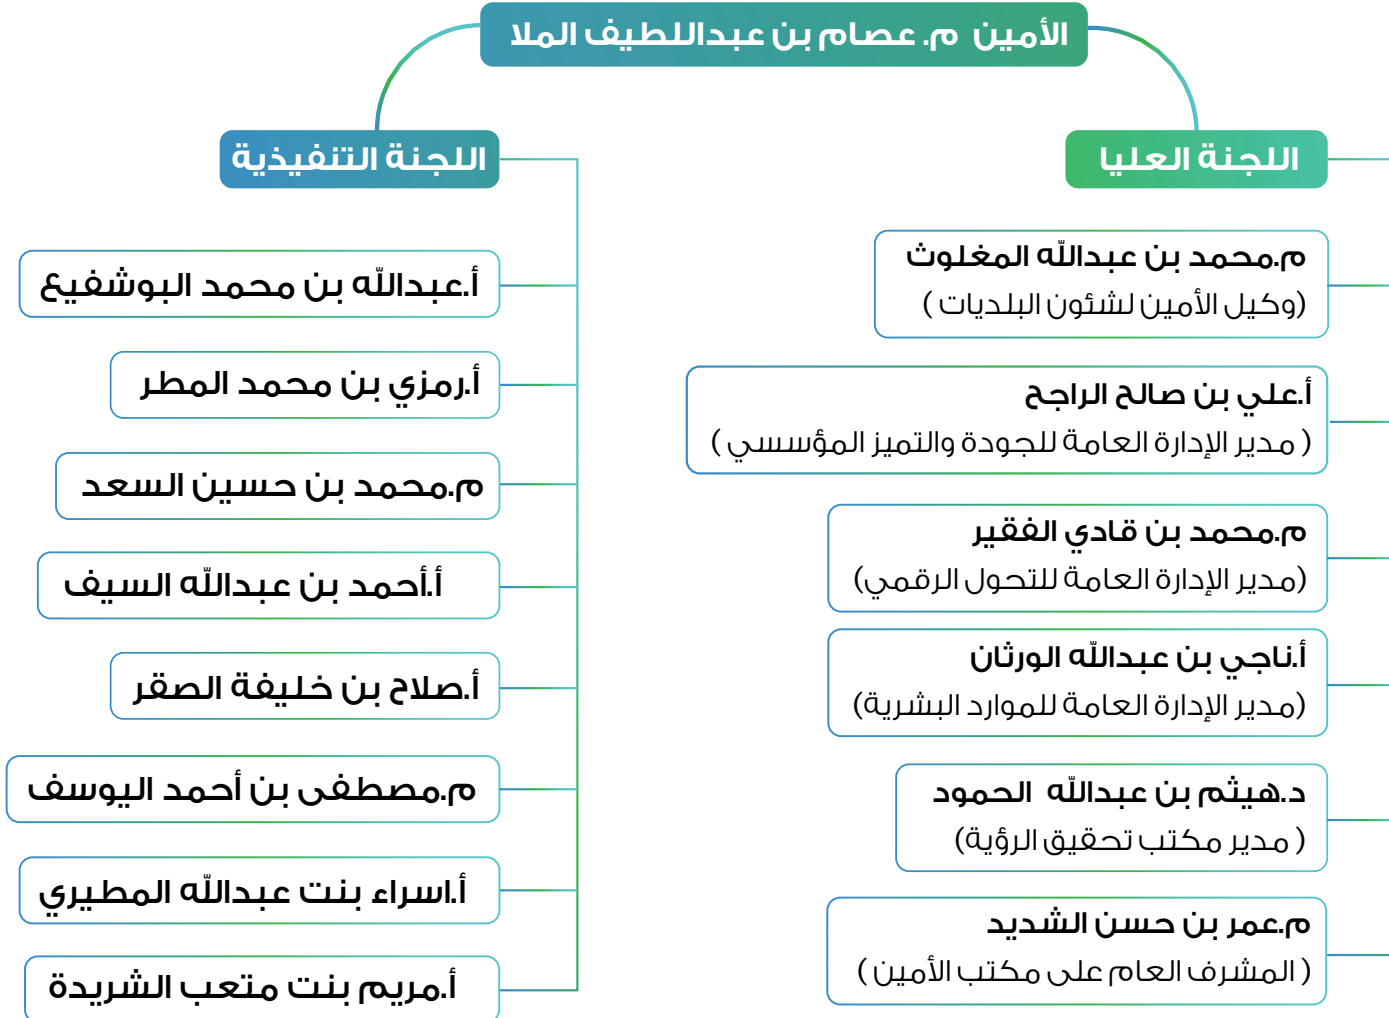 الأمين م. عصام بن عبداللطيف الملا
اللجنة العليا
م.محمد بن عبدالله المغلوث
(وكيل الأمين لشئون البلديات )
أ.علي بن صالح الراجح
( مدير الإدارة العامة للجودة والتميز المؤسسي )
م.محمد بن قادي الفقير
(مدير الإدارة العامة للتحول الرقمي)
أ.ناجي بن عبدالله الورثان
(مدير الإدارة العامة للموارد البشرية)
د.هيثم بن عبدالله الحمود
( مدير مكتب تحقيق الرؤية)
م.عمر بن حسن الشديد
( المشرف العام على مكتب الأمين )
اللجنة التنفيذية
أ.عبدالله بن محمد البوشفيع
أ.رمزي بن محمد المطر
م.محمد بن حسين السعد
أ.أحمد بن عبدالله السيف
أ.صلاح بن خليفة الصقر
م.مصطفى بن أحمد اليوسف
أ.اسراء بنت عبدالله المطيري
أ.مريم بنت متعب الشريدة